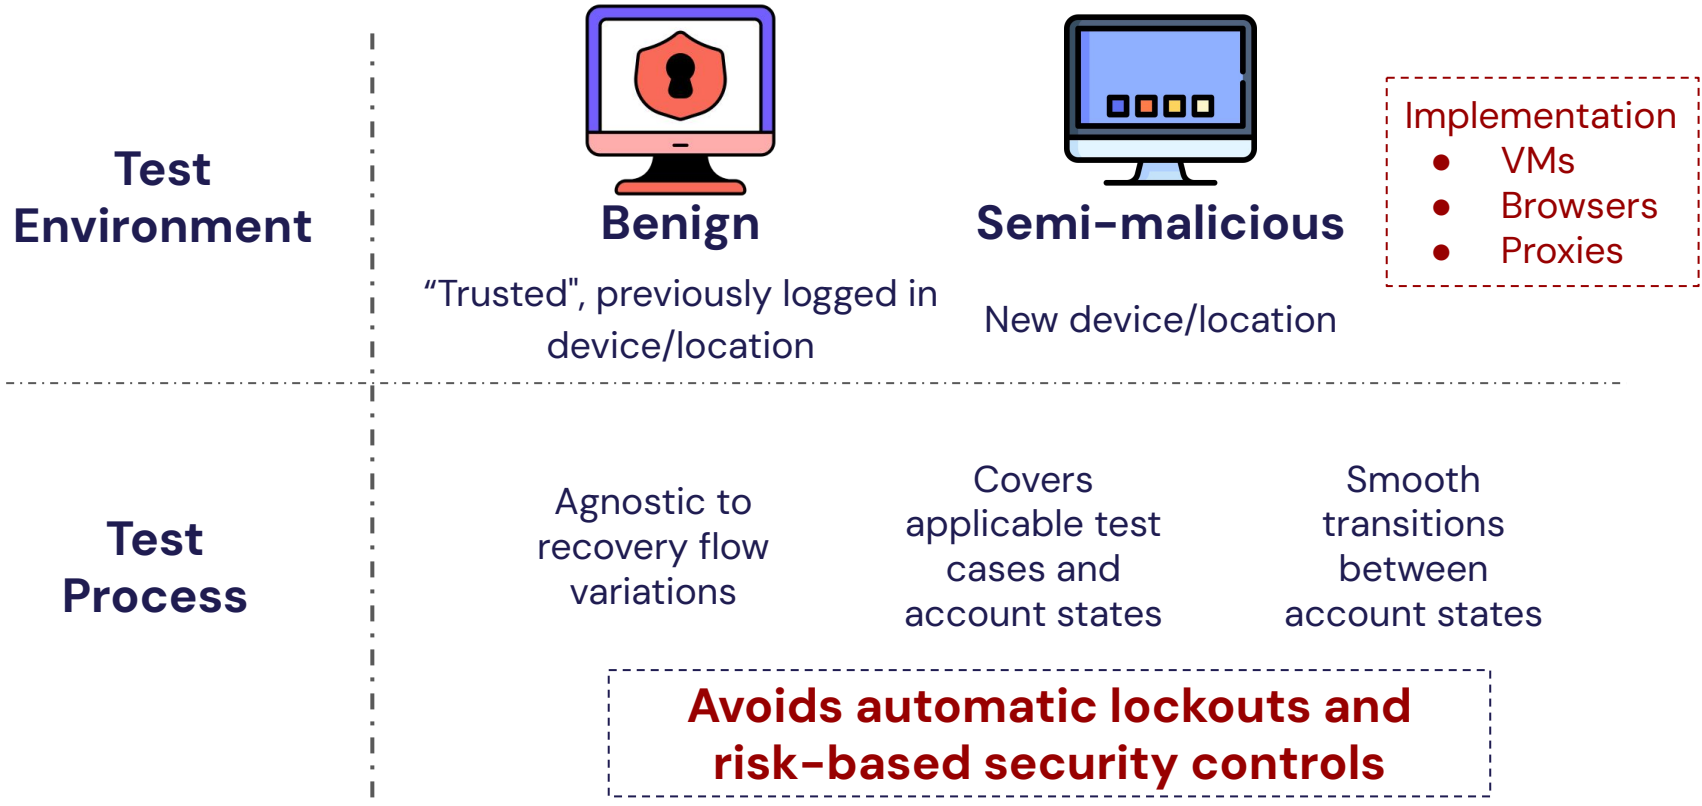 Test
Environment
Benign
“Trusted", previously logged in
device/location
Semi-malicious
New device/location
Implementation
● VMs
● Browsers
● Proxies
Test
Process
Agnostic to
recovery flow
variations
Covers
applicable test
cases and
account states
Smooth
transitions
between
account states
Avoids automatic lockouts and
risk-based security controls